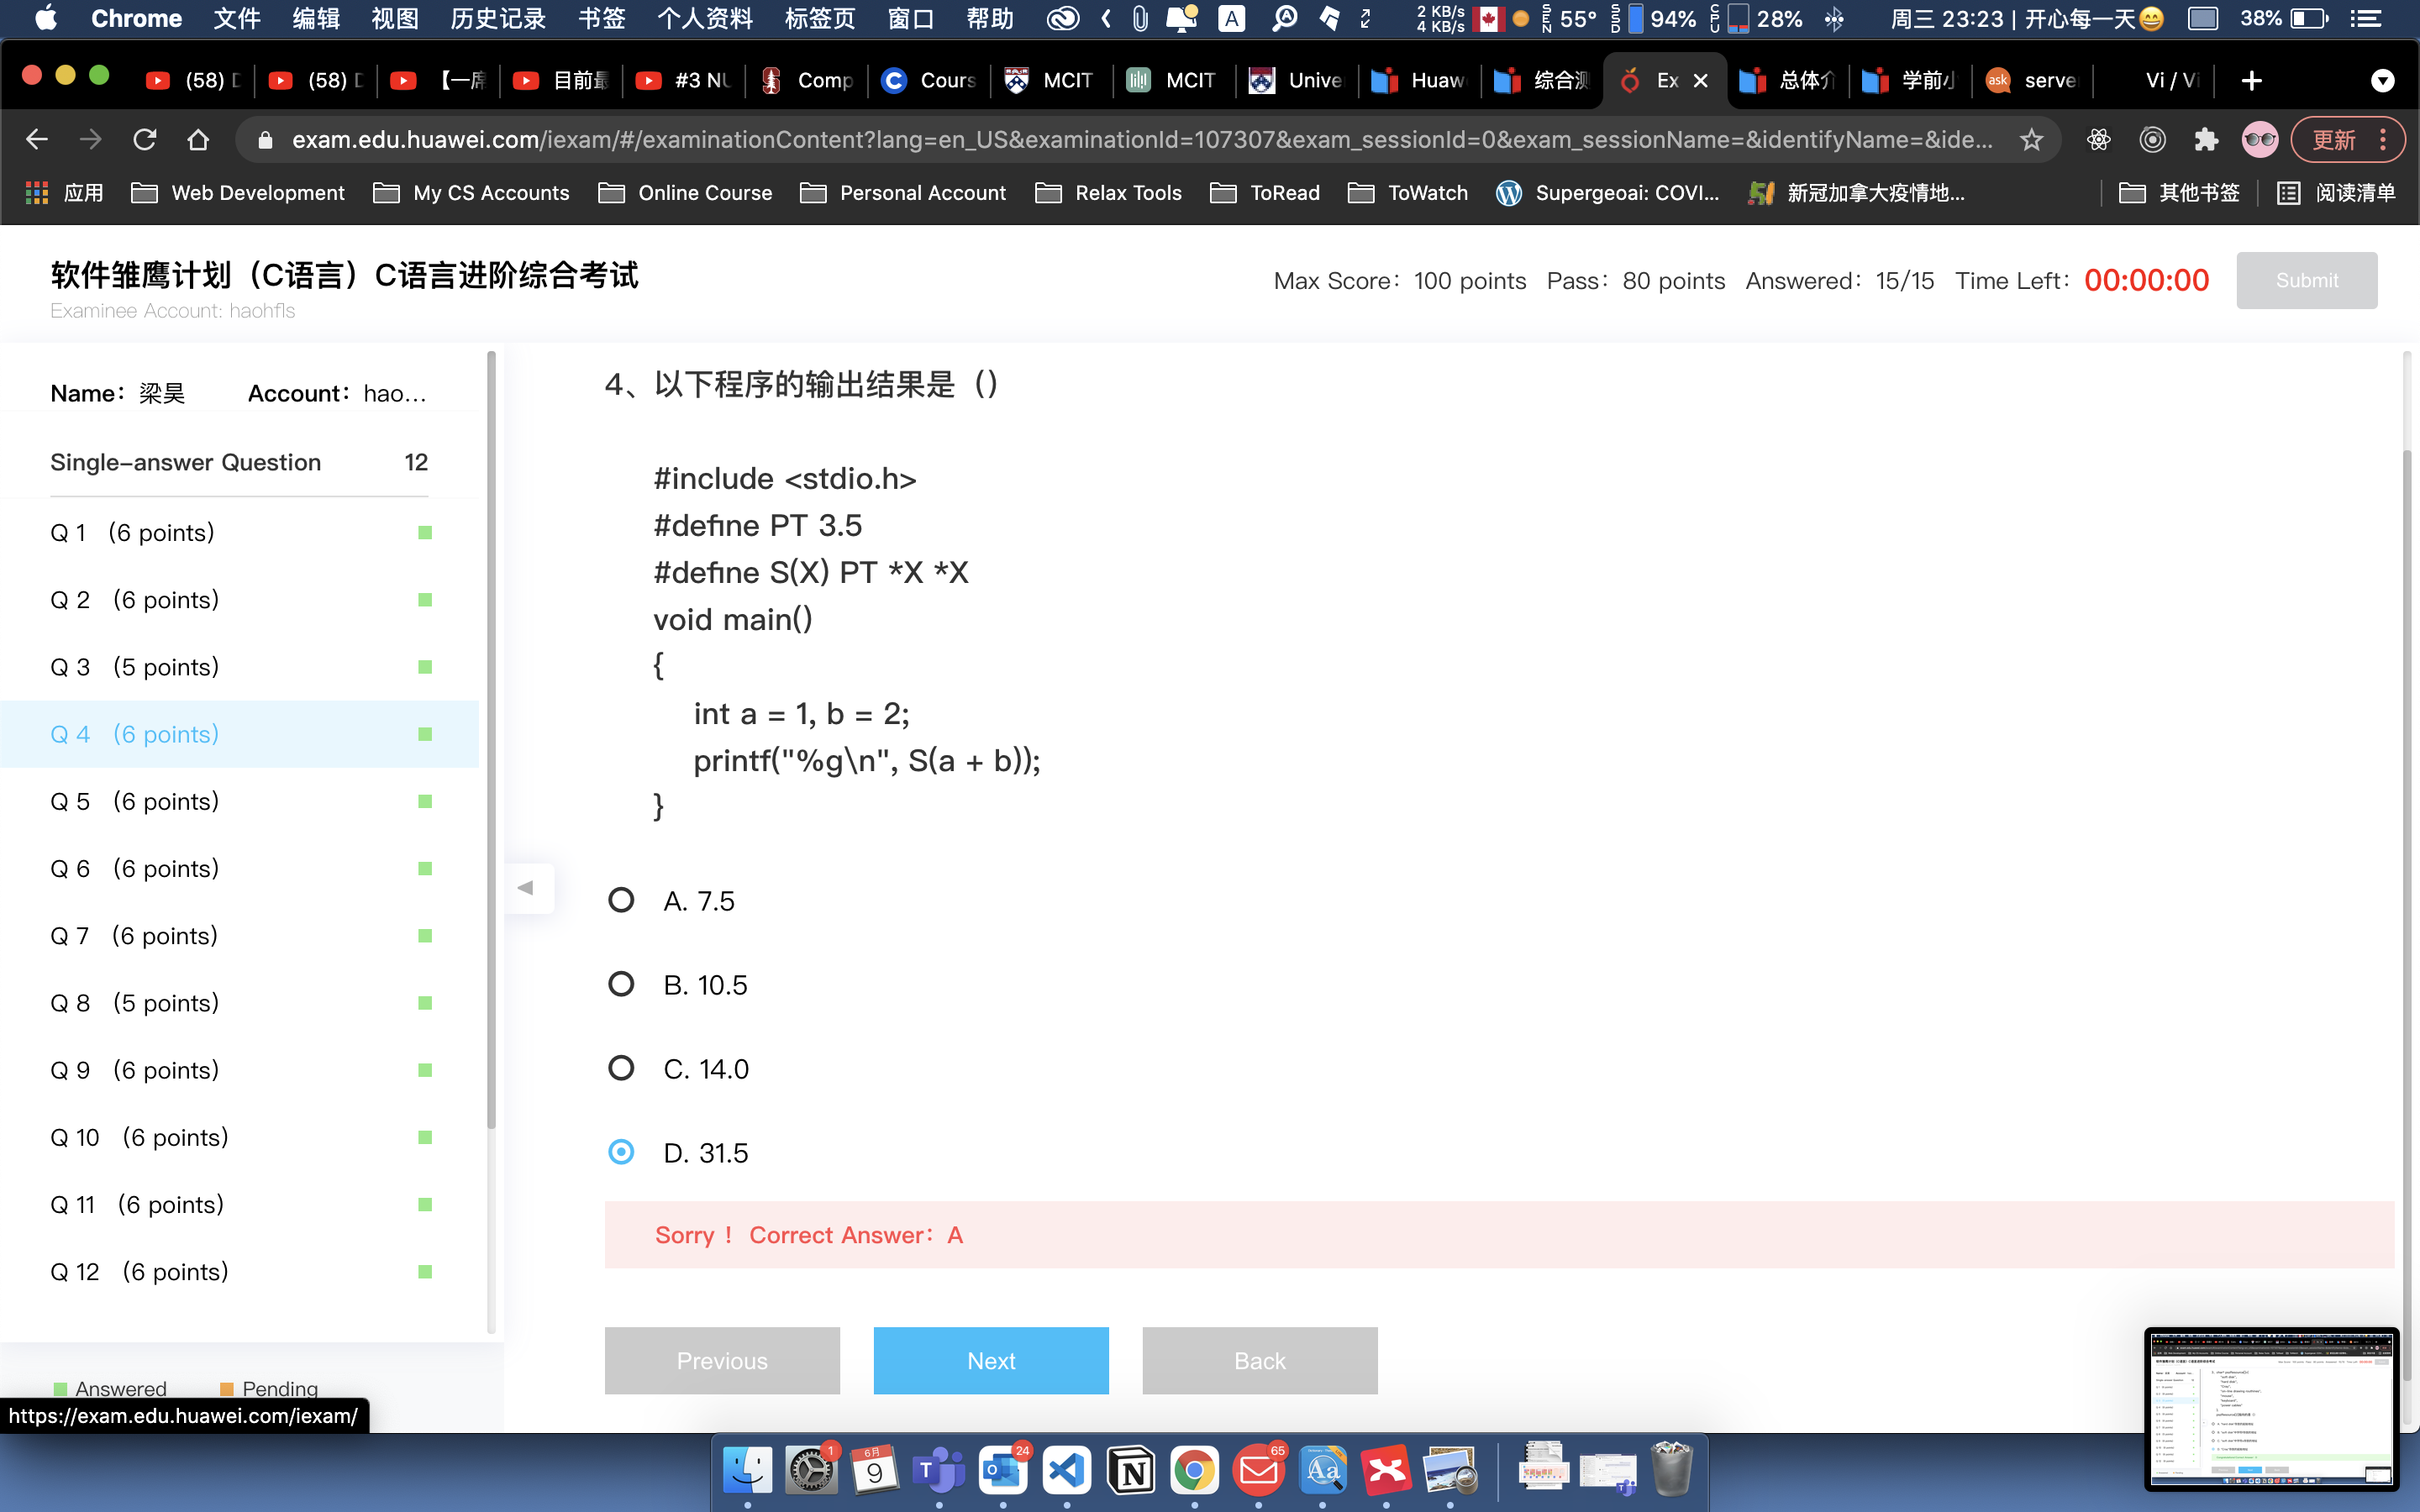 Chrome 文件 编辑 视图 历史记录 书签 个人资料 标签页 窗口 帮助 2 KB/s 4 KB/s SEN 55° SSD 94% CPU 28% 周三 23:23 | 开心每一天😄 38%
(58) (58) 【一席 目前最 #3 NU Comp Cours MCIT MCIT Unive Huaw 综合测 Ex 总体介 学前小 ask serve Vi / Vi
exam.edu.huawei.com/iexam/#/examinationContent?lang=en_US&examinationId=107307&exam_sessionId=0&exam_sessionName=&identifyName=&ide... 更新
应用 Web Development My CS Accounts Online Course Personal Account Relax Tools ToRead ToWatch Supergeoai: COVI... 新冠加拿大疫情地... 其他书签 阅读清单
软件雏鹰计划（C语言）C语言进阶综合考试
Examinee Account: haohfls
Max Score: 100 points Pass: 80 points Answered: 15/15 Time Left: 00:00:00 Submit
Name: 梁昊 Account: hao...
Single-answer Question 12
Q 1 (6 points)
Q 2 (6 points)
Q 3 (5 points)
Q 4 (6 points)
Q 5 (6 points)
Q 6 (6 points)
Q 7 (6 points)
Q 8 (5 points)
Q 9 (6 points)
Q 10 (6 points)
Q 11 (6 points)
Q 12 (6 points)
Answered Pending
https://exam.edu.huawei.com/iexam/
4、以下程序的输出结果是（）
#include <stdio.h>
#define PT 3.5
#define S(X) PT *X *X
void main()
{
int a = 1, b = 2;
printf("%g\n", S(a + b));
}
A. 7.5
B. 10.5
C. 14.0
D. 31.5
Sorry！ Correct Answer：A
Previous Next Back
1 6月 9 24 65 Aa